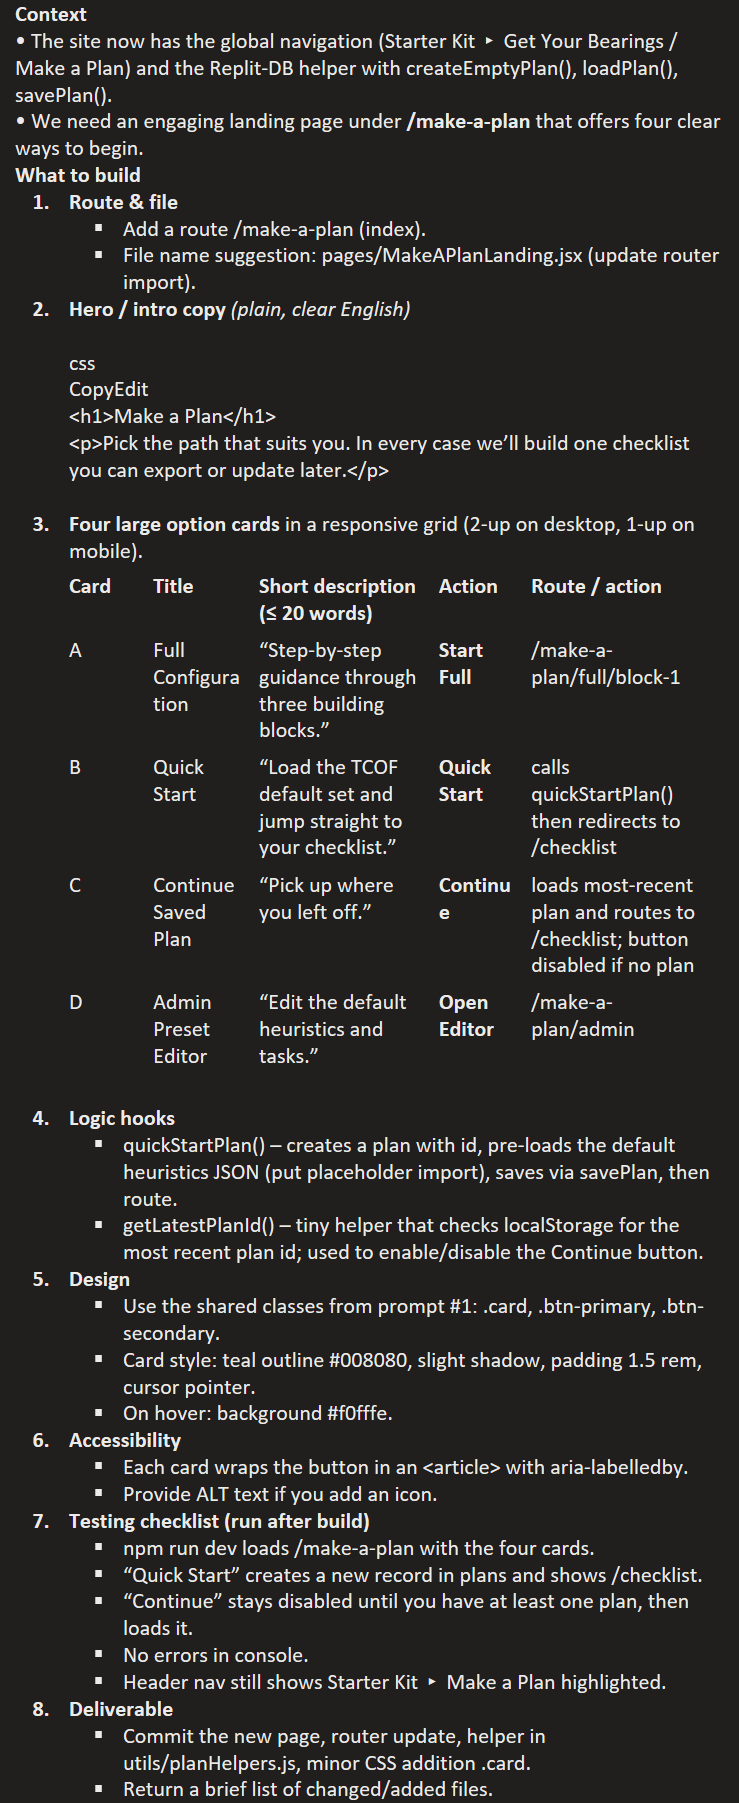 Context
• The site now has the global navigation (Starter Kit ‣ Get Your Bearings /
Make a Plan) and the Replit-DB helper with createEmptyPlan(), loadPlan(),
savePlan().
• We need an engaging landing page under /make-a-plan that offers four clear
ways to begin.
What to build
1. Route & file
▪ Add a route /make-a-plan (index).
▪ File name suggestion: pages/MakeAPlanLanding.jsx (update router
import).
2. Hero / intro copy (plain, clear English)
css
CopyEdit
<h1>Make a Plan</h1>
<p>Pick the path that suits you. In every case we’ll build one checklist
you can export or update later.</p>
3. Four large option cards in a responsive grid (2-up on desktop, 1-up on
mobile).
Card Title Short description Action Route / action
(≤ 20 words)
A Full “Step-by-step Start /make-a-
Configura guidance through Full plan/full/block-1
tion three building
blocks.”
B Quick “Load the TCOF Quick calls
Start default set and Start quickStartPlan()
jump straight to then redirects to
your checklist.” /checklist
C Continue “Pick up where Continu loads most-recent
Saved you left off.” e plan and routes to
Plan /checklist; button
disabled if no plan
D Admin “Edit the default Open /make-a-
Preset heuristics and Editor plan/admin
Editor tasks.”
4. Logic hooks
▪ quickStartPlan() – creates a plan with id, pre-loads the default
heuristics JSON (put placeholder import), saves via savePlan, then
route.
▪ getLatestPlanId() – tiny helper that checks localStorage for the
most recent plan id; used to enable/disable the Continue button.
5. Design
▪ Use the shared classes from prompt #1: .card, .btn-primary, .btn-
secondary.
▪ Card style: teal outline #008080, slight shadow, padding 1.5 rem,
cursor pointer.
▪ On hover: background #f0fffe.
6. Accessibility
▪ Each card wraps the button in an <article> with aria-labelledby.
▪ Provide ALT text if you add an icon.
7. Testing checklist (run after build)
▪ npm run dev loads /make-a-plan with the four cards.
▪ “Quick Start” creates a new record in plans and shows /checklist.
▪ “Continue” stays disabled until you have at least one plan, then
loads it.
▪ No errors in console.
▪ Header nav still shows Starter Kit ‣ Make a Plan highlighted.
8. Deliverable
▪ Commit the new page, router update, helper in
utils/planHelpers.js, minor CSS addition .card.
▪ Return a brief list of changed/added files.